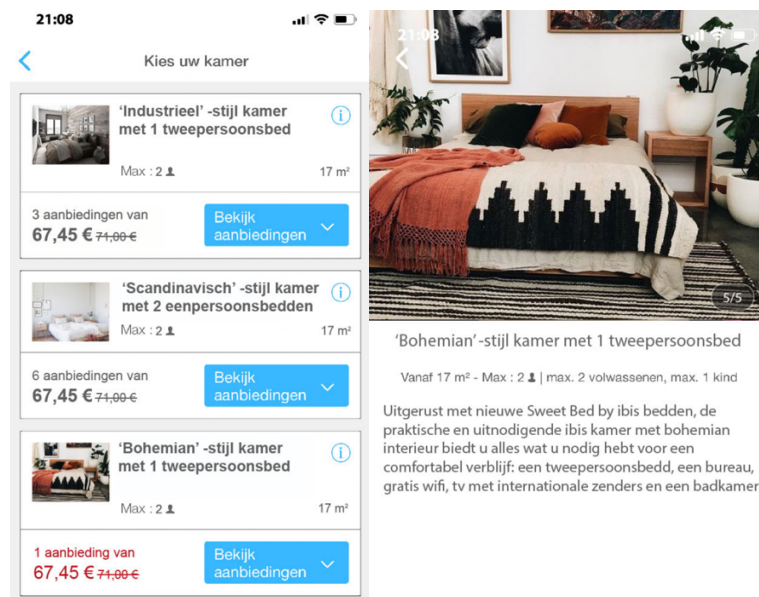 21:08
Kies uw kamer
'Industrieel' -stijl kamer
met 1 tweepersoonsbed
Max : 2
17 m²
3 aanbiedingen van
67,45 € 71,00 €
Bekijk
aanbiedingen
'Scandinavisch' -stijl kamer
met 2 eenpersoonsbedden
Max : 2
17 m²
6 aanbiedingen van
67,45 € 71,00 €
Bekijk
aanbiedingen
'Bohemian' -stijl kamer
met 1 tweepersoonsbed
Max : 2
17 m²
1 aanbieding van
67,45 € 71,00 €
Bekijk
aanbiedingen
21:08
5/5
'Bohemian'-stijl kamer met 1 tweepersoonsbed
Vanaf 17 m² - Max : 2 | max. 2 volwassenen, max. 1 kind
Uitgerust met nieuwe Sweet Bed by ibis bedden, de
praktische en uitnodigende ibis kamer met bohemian
interieur biedt u alles wat u nodig hebt voor een
comfortabel verblijf: een tweepersoonsbedd, een bureau,
gratis wifi, tv met internationale zenders en een badkamer